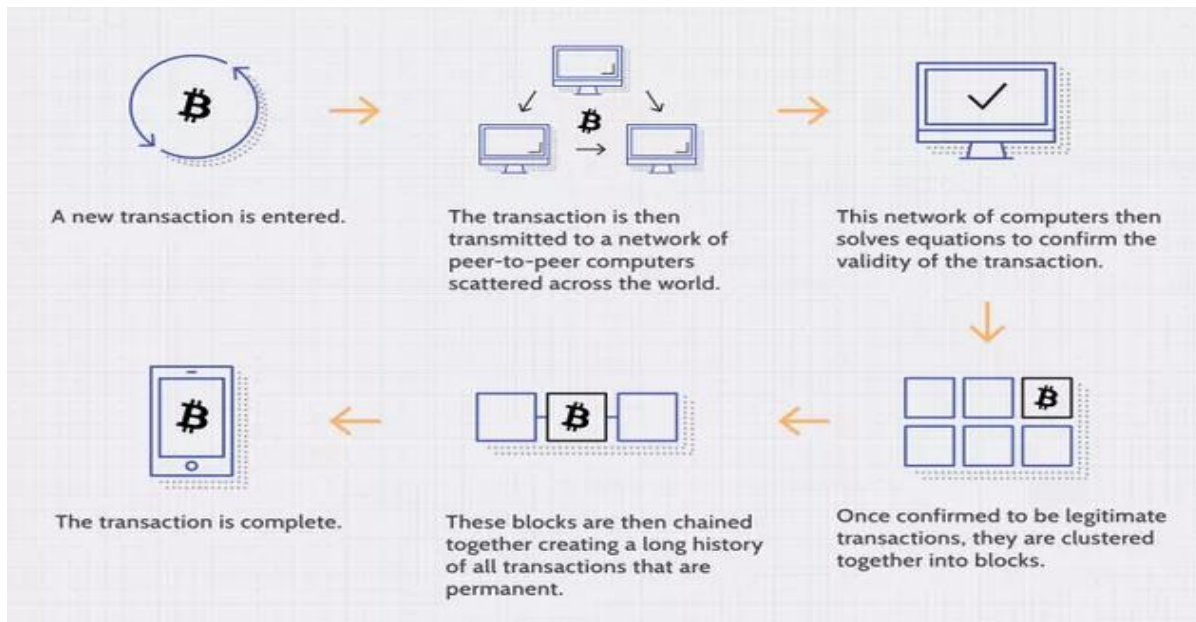 A new transaction is entered.
The transaction is then
transmitted to a network of
peer-to-peer computers
scattered across the world.
This network of computers then
solves equations to confirm the
validity of the transaction.
Once confirmed to be legitimate
transactions, they are clustered
together into blocks.
These blocks are then chained
together creating a long history
of all transactions that are
permanent.
The transaction is complete.